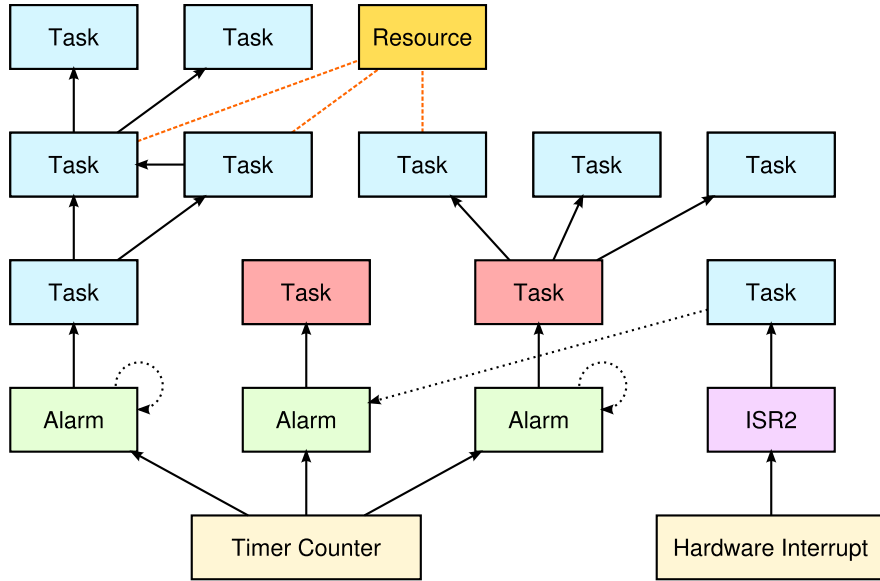 Task
Task
Resource
Task
Task
Task
Task
Task
Task
Task
Task
Task
Alarm
Alarm
Alarm
ISR2
Timer Counter
Hardware Interrupt